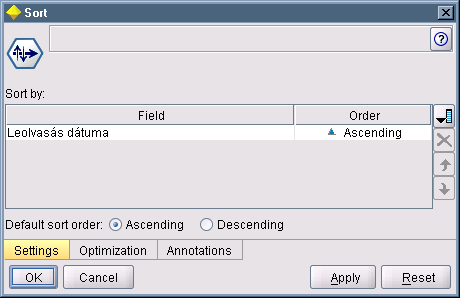 Sort
?
Sort by:
Field Order
Leolvasás dátuma Ascending
Default sort order: Ascending Descending
Settings Optimization Annotations
OK Cancel Apply Reset